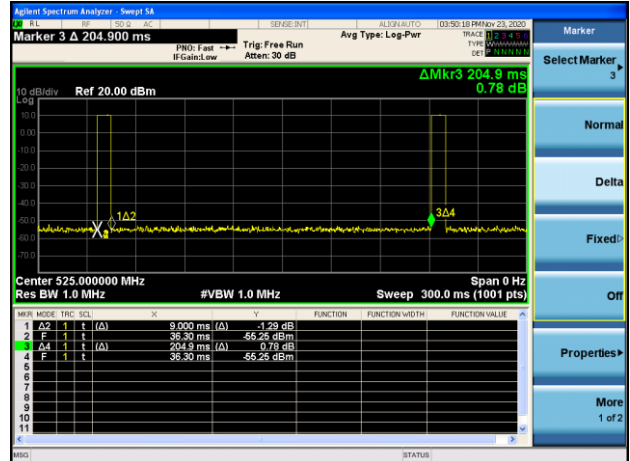 Agilent Spectrum Analyzer - Swept SA
RL RF 50 Ω AC SENSE:INT ALIGNAUTO 03:50:18 PM Nov 23, 2020
Marker 3 Δ 204.900 ms
PNO: Fast Trig: Free Run
IFGain:Low Atten: 30 dB
Avg Type: Log-Pwr
TRACE 1 2 3 4 5 6
TYPE WWWWWW
DET P NNNNN
Marker
Select Marker
3
Normal
Delta
Fixed
Off
Properties
More
1 of 2
ΔMkr3 204.9 ms
0.78 dB
10 dB/div Ref 20.00 dBm
Log
10.0
0.00
-10.0
-20.0
-30.0
-40.0
-50.0
-60.0
-70.0
1Δ2
3Δ4
Center 525.000000 MHz Span 0 Hz
Res BW 1.0 MHz #VBW 1.0 MHz Sweep 300.0 ms (1001 pts)
MKR MODE TRC SCL X Y FUNCTION FUNCTION WIDTH FUNCTION VALUE
1 Δ2 1 t (Δ) 9.000 ms (Δ) -1.29 dB
2 F 1 t 36.30 ms -55.25 dBm
3 Δ4 1 t (Δ) 204.9 ms (Δ) 0.78 dB
4 F 1 t 36.30 ms -55.25 dBm
5
6
7
8
9
10
11
MSG STATUS